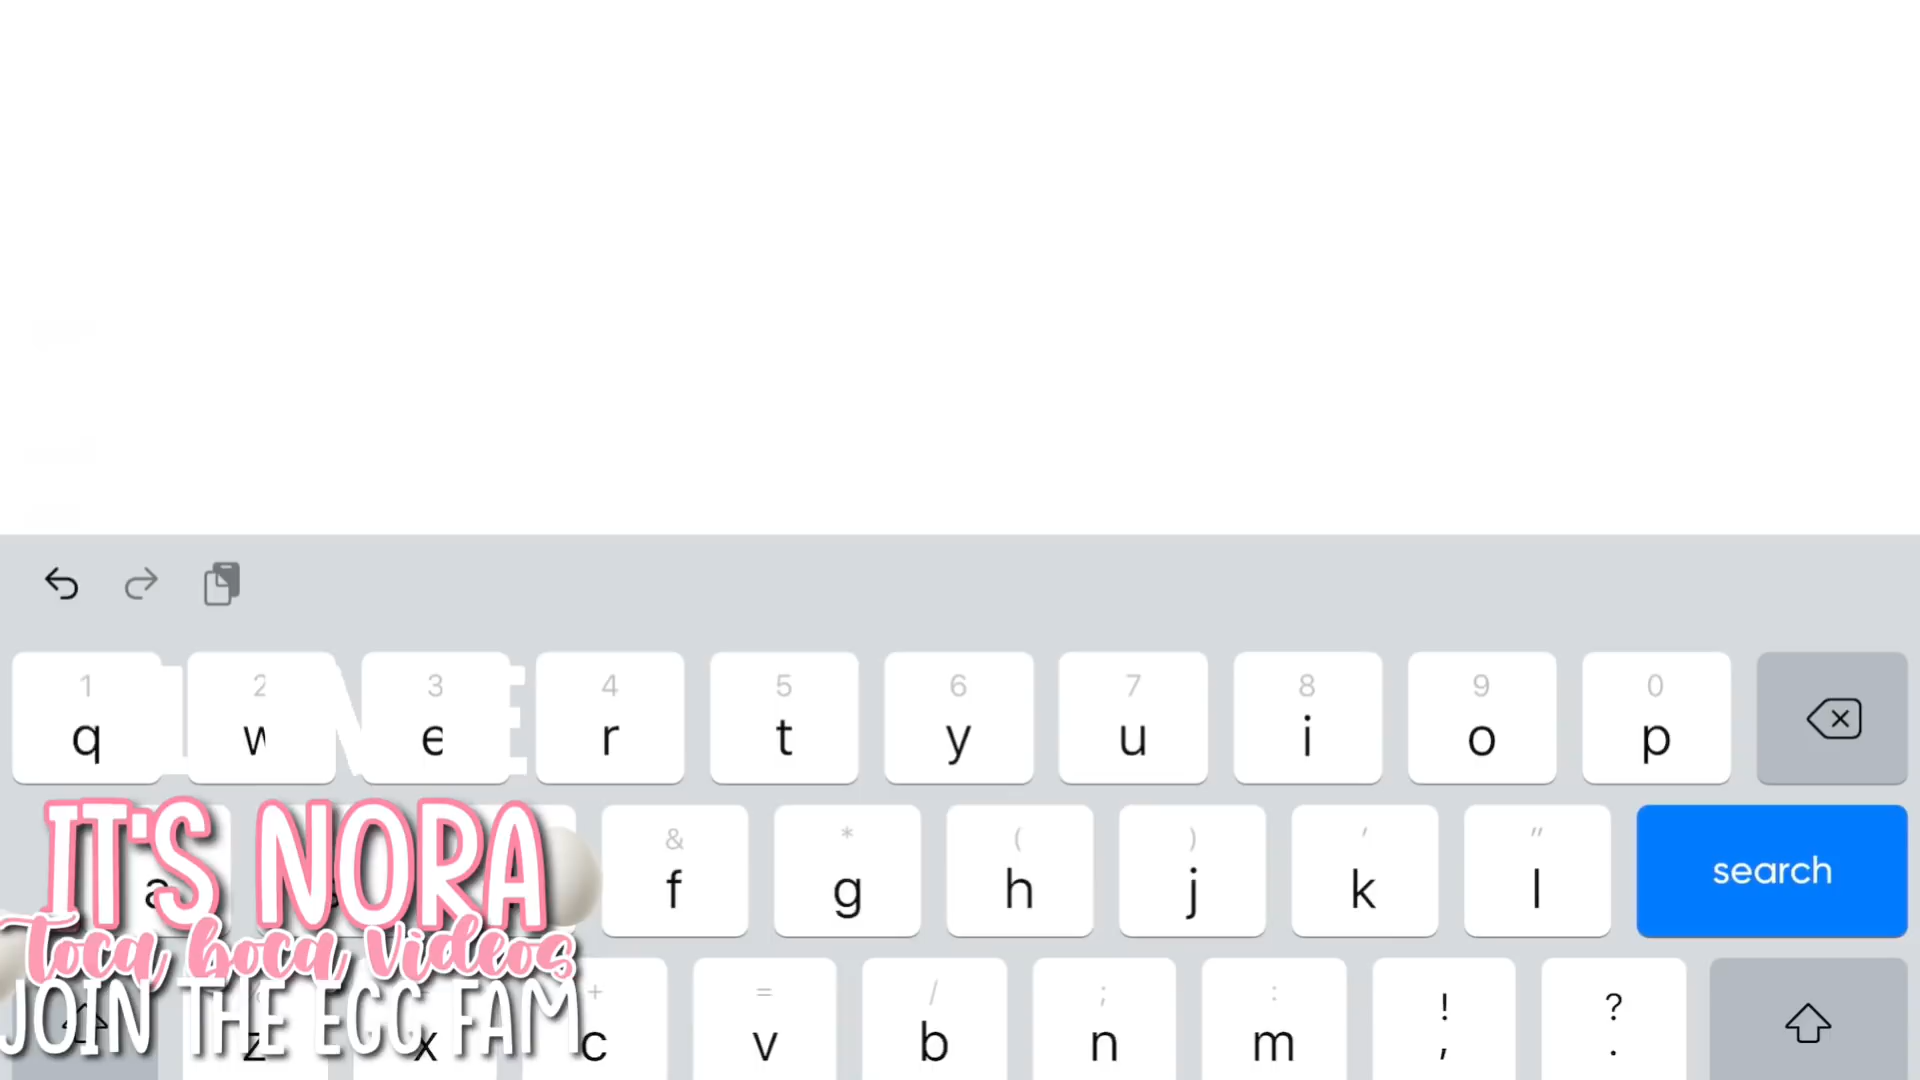 1 2 3 4 5 6 7 8 9 0
q w e r t y u i o p
& * ( ) ' "
a f g h j k l search
+ = / ; :
z x c v b n m ! , ? .
IT'S NORA
Toca boca Videos
JOIN THE EGG FAM